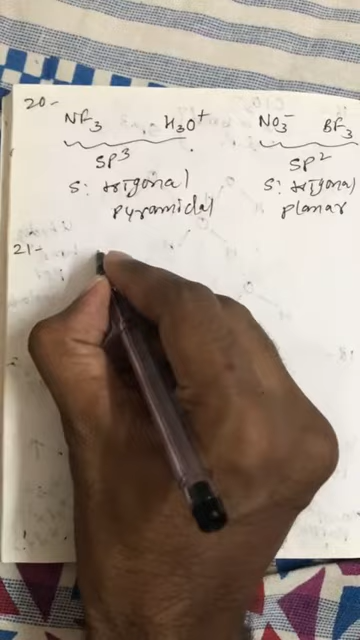 20-
NF3 H3O+ NO3- BF3
SP3 SP2
S: trigonal S: trigonal
pyramidal planar
21-